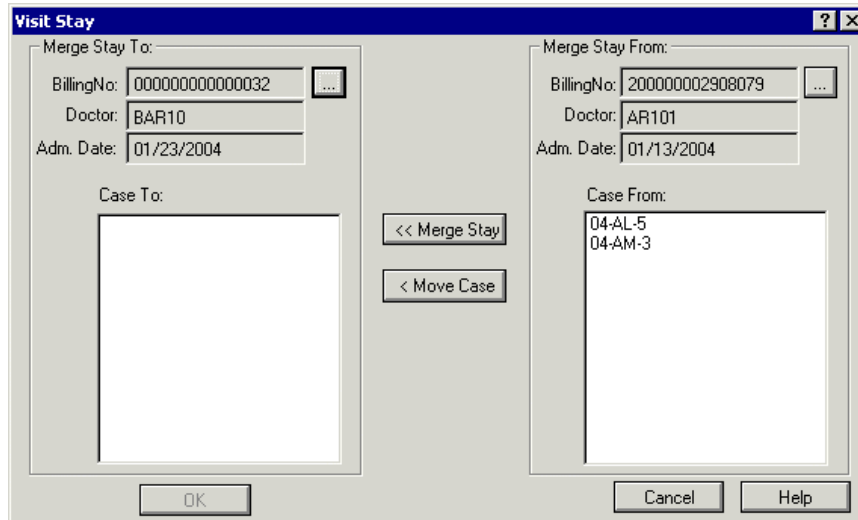 Visit Stay
Merge Stay To:
BillingNo: 000000000000032 ...
Doctor: BAR10
Adm. Date: 01/23/2004
Case To:
<< Merge Stay
< Move Case
OK
Merge Stay From:
BillingNo: 200000002908079 ...
Doctor: AR101
Adm. Date: 01/13/2004
Case From:
04-AL-5
04-AM-3
Cancel
Help